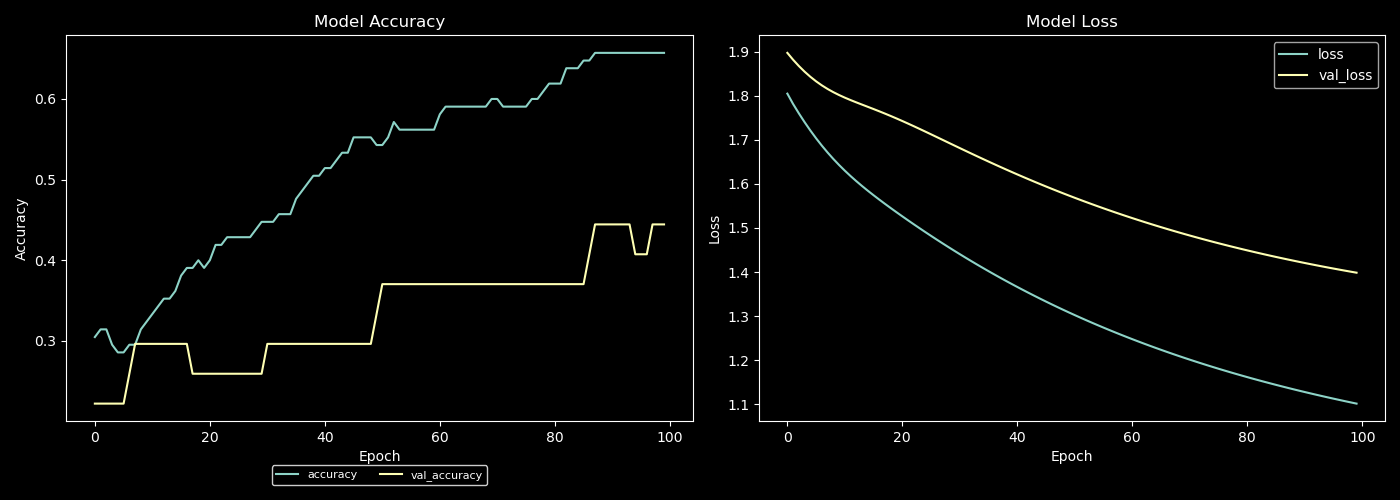 Model Accuracy
Accuracy
0.6
0.5
0.4
0.3
0 20 40 60 80 100
Epoch
accuracy val_accuracy
Model Loss
Loss
1.9
1.8
1.7
1.6
1.5
1.4
1.3
1.2
1.1
0 20 40 60 80 100
Epoch
loss
val_loss